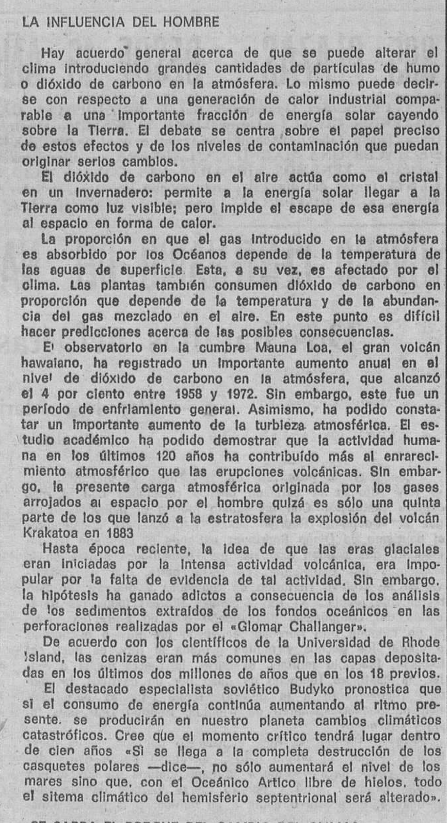 LA INFLUENCIA DEL HOMBRE
Hay acuerdo general acerca de que se puede alterar el
clima introduciendo grandes cantidades de partículas de humo
o dióxido de carbono en la atmósfera. Lo mismo puede decir-
se con respecto a una generación de calor industrial compa-
rable a una importante fracción de energía solar cayendo
sobre la Tierra. El debate se centra sobre el papel preciso
de estos efectos y de los niveles de contaminación que puedan
originar serios cambios.
El dióxido de carbono en el aire actúa como el cristal
en un invernadero: permite a la energía solar llegar a la
Tierra como luz visible; pero impide el escape de esa energía
al espacio en forma de calor.
La proporción en que el gas introducido en la atmósfera
es absorbido por los Océanos depende de la temperatura de
las aguas de superficie. Esta, a su vez, es afectado por el
clima. Las plantas también consumen dióxido de carbono en
proporción que depende de la temperatura y de la abundan-
cia del gas mezclado en el aire. En este punto es difícil
hacer predicciones acerca de las posibles consecuencias.
El observatorio en la cumbre Mauna Loa, el gran volcán
hawaiano, ha registrado un importante aumento anual en el
nivel de dióxido de carbono en la atmósfera, que alcanzó
el 4 por ciento entre 1958 y 1972. Sin embargo, este fue un
período de enfriamiento general. Asimismo, ha podido consta-
tar un importante aumento de la turbieza atmosférica. El es-
tudio académico ha podido demostrar que la actividad huma-
na en los últimos 120 años ha contribuído más al enrareci-
miento atmosférico que las erupciones volcánicas. Sin embar-
go, la presente carga atmosférica originada por los gases
arrojados al espacio por el hombre quizá es sólo una quinta
parte de los que lanzó a la estratosfera la explosión del volcán
Krakatoa en 1883
Hasta época reciente, la idea de que las eras glaciales
eran iniciadas por la intensa actividad volcánica, era impo-
pular por la falta de evidencia de tal actividad. Sin embargo,
la hipótesis ha ganado adictos a consecuencia de los análisis
de los sedimentos extraídos de los fondos oceánicos en las
perforaciones realizadas por el «Glomar Challanger».
De acuerdo con los científicos de la Universidad de Rhode
Island, las cenizas eran más comunes en las capas deposita-
das en los últimos dos millones de años que en los 18 previos.
El destacado especialista soviético Budyko pronostica que
si el consumo de energía continúa aumentando al ritmo pre-
sente, se producirán en nuestro planeta cambios climáticos
catastróficos. Cree que el momento crítico tendrá lugar dentro
de cien años «Si se llega a la completa destrucción de los
casquetes polares —dice—, no sólo aumentará el nivel de los
mares sino que, con el Oceánico Artico libre de hielos, todo
el sitema climático del hemisferio septentrional será alterado».